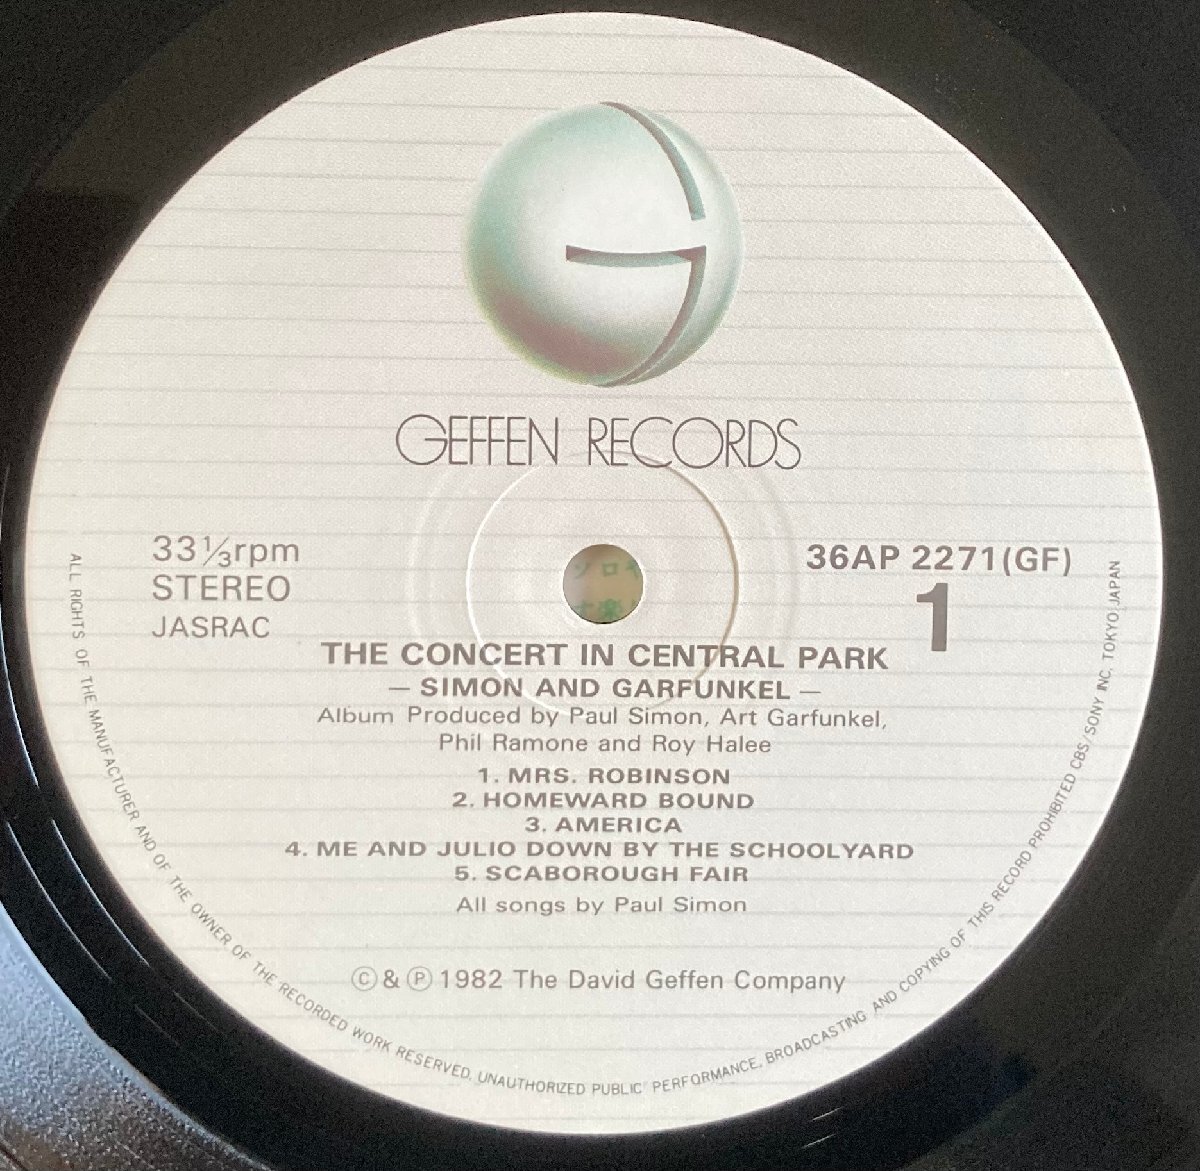 GEFFEN RECORDS
33⅓rpm
STEREO
JASRAC
36AP 2271(GF)
1
THE CONCERT IN CENTRAL PARK
— SIMON AND GARFUNKEL —
Album Produced by Paul Simon, Art Garfunkel,
Phil Ramone and Roy Halee
1. MRS. ROBINSON
2. HOMEWARD BOUND
3. AMERICA
4. ME AND JULIO DOWN BY THE SCHOOLYARD
5. SCABOROUGH FAIR
All songs by Paul Simon
Ⓒ & Ⓟ 1982 The David Geffen Company
ALL RIGHTS OF THE MANUFACTURER AND OF THE OWNER OF THE RECORDED WORK RESERVED. UNAUTHORIZED PUBLIC PERFORMANCE, BROADCASTING AND COPYING OF THIS RECORD PROHIBITED CBS/SONY INC. TOKYO JAPAN